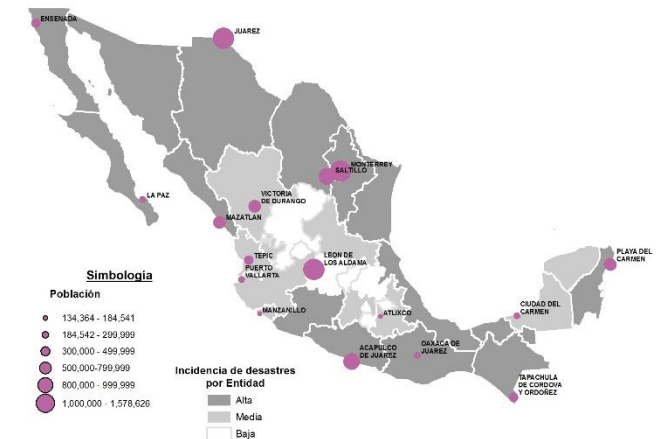 ENSENADA
JUAREZ
MONTERREY
SALTILLO
LA PAZ
VICTORIA
DE DURANGO
MAZATLAN
TEPIC
PUERTO
VALLARTA
LEON DE
LOS ALDAMA
PLAYA DEL
CARMEN
MANZANILLO
ATLIXCO
CIUDAD DEL
CARMEN
ACAPULCO
DE JUAREZ
OAXACA DE
JUAREZ
TAPACHULA
DE CORDOVA
Y ORDOÑEZ
Simbología
Población
134,364 - 184,541
184,542 - 299,999
300,000 - 499,999
500,000-799,999
800,000 - 999,999
1,000,000 - 1,578,626
Incidencia de desastres
por Entidad
Alta
Media
Baja